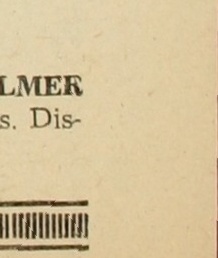 LMER
s. Dis-